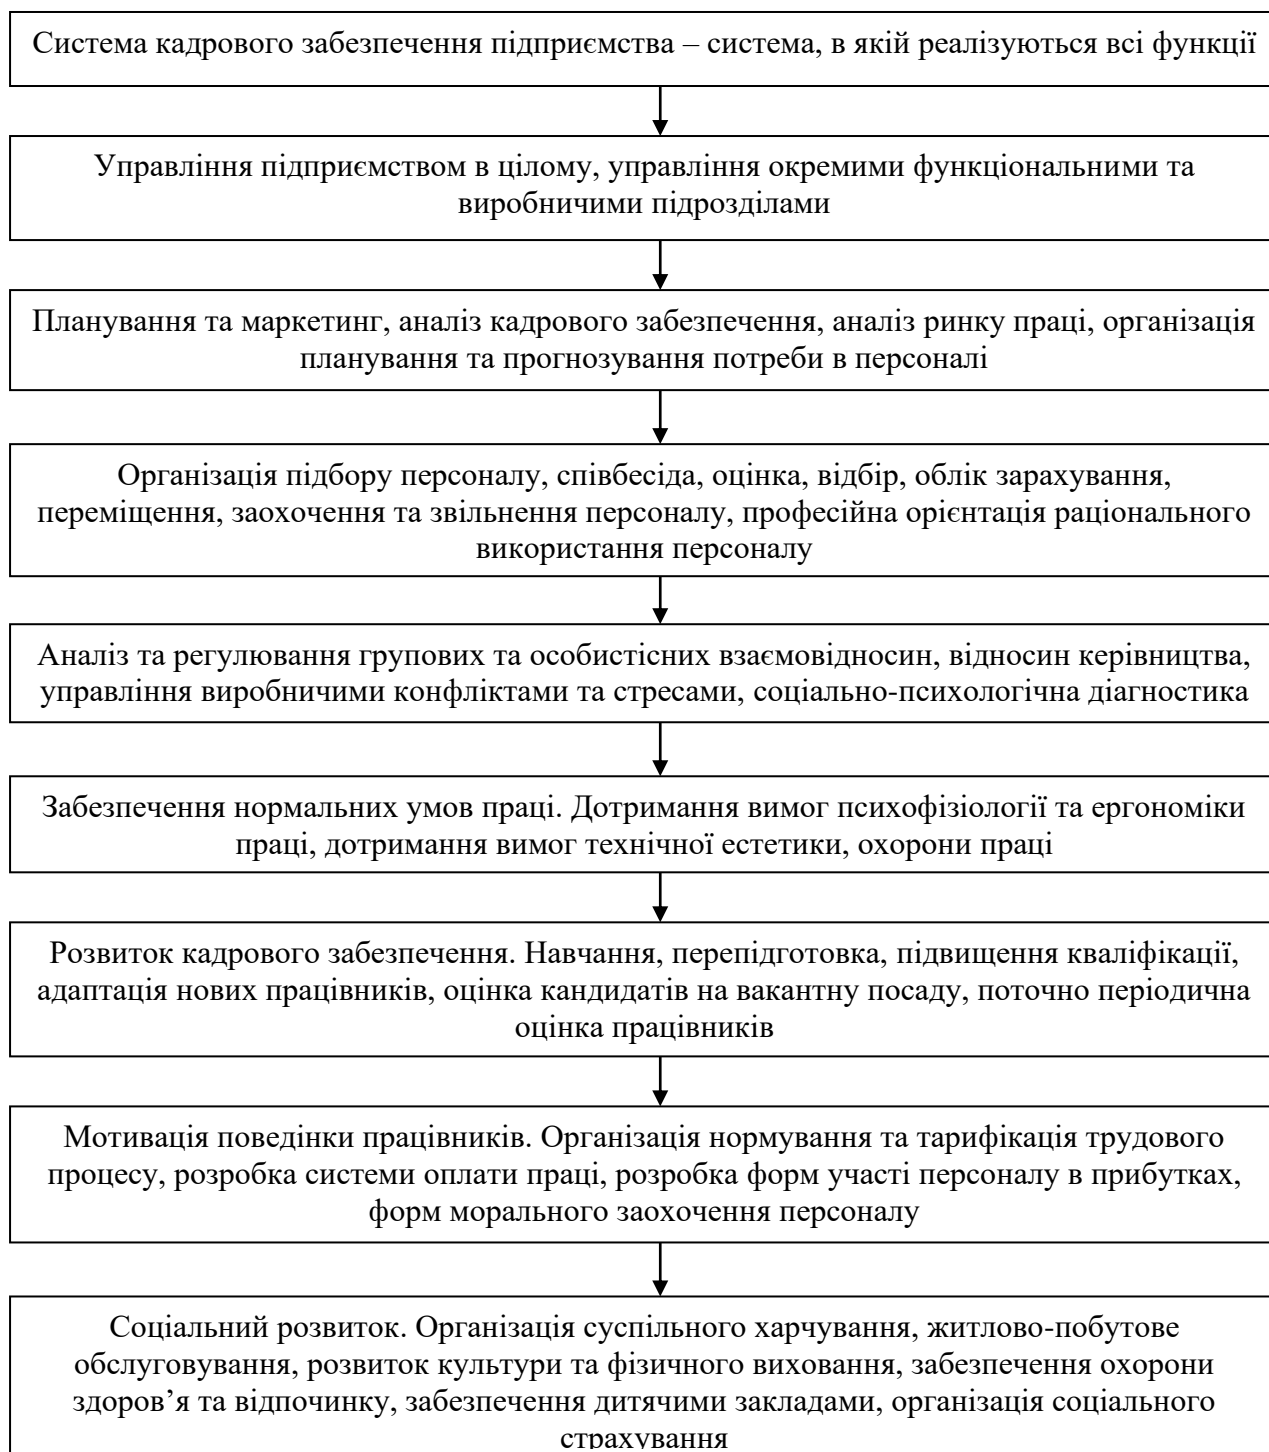 Система кадрового забезпечення підприємства – система, в якій реалізуються всі функції
Управління підприємством в цілому, управління окремими функціональними та
виробничими підрозділами
Планування та маркетинг, аналіз кадрового забезпечення, аналіз ринку праці, організація
планування та прогнозування потреби в персоналі
Організація підбору персоналу, співбесіда, оцінка, відбір, облік зарахування,
переміщення, заохочення та звільнення персоналу, професійна орієнтація раціонального
використання персоналу
Аналіз та регулювання групових та особистісних взаємовідносин, відносин керівництва,
управління виробничими конфліктами та стресами, соціально-психологічна діагностика
Забезпечення нормальних умов праці. Дотримання вимог психофізіології та ергономіки
праці, дотримання вимог технічної естетики, охорони праці
Розвиток кадрового забезпечення. Навчання, перепідготовка, підвищення кваліфікації,
адаптація нових працівників, оцінка кандидатів на вакантну посаду, поточно періодична
оцінка працівників
Мотивація поведінки працівників. Організація нормування та тарифікація трудового
процесу, розробка системи оплати праці, розробка форм участі персоналу в прибутках,
форм морального заохочення персоналу
Соціальний розвиток. Організація суспільного харчування, житлово-побутове
обслуговування, розвиток культури та фізичного виховання, забезпечення охорони
здоров’я та відпочинку, забезпечення дитячими закладами, організація соціального
страхування